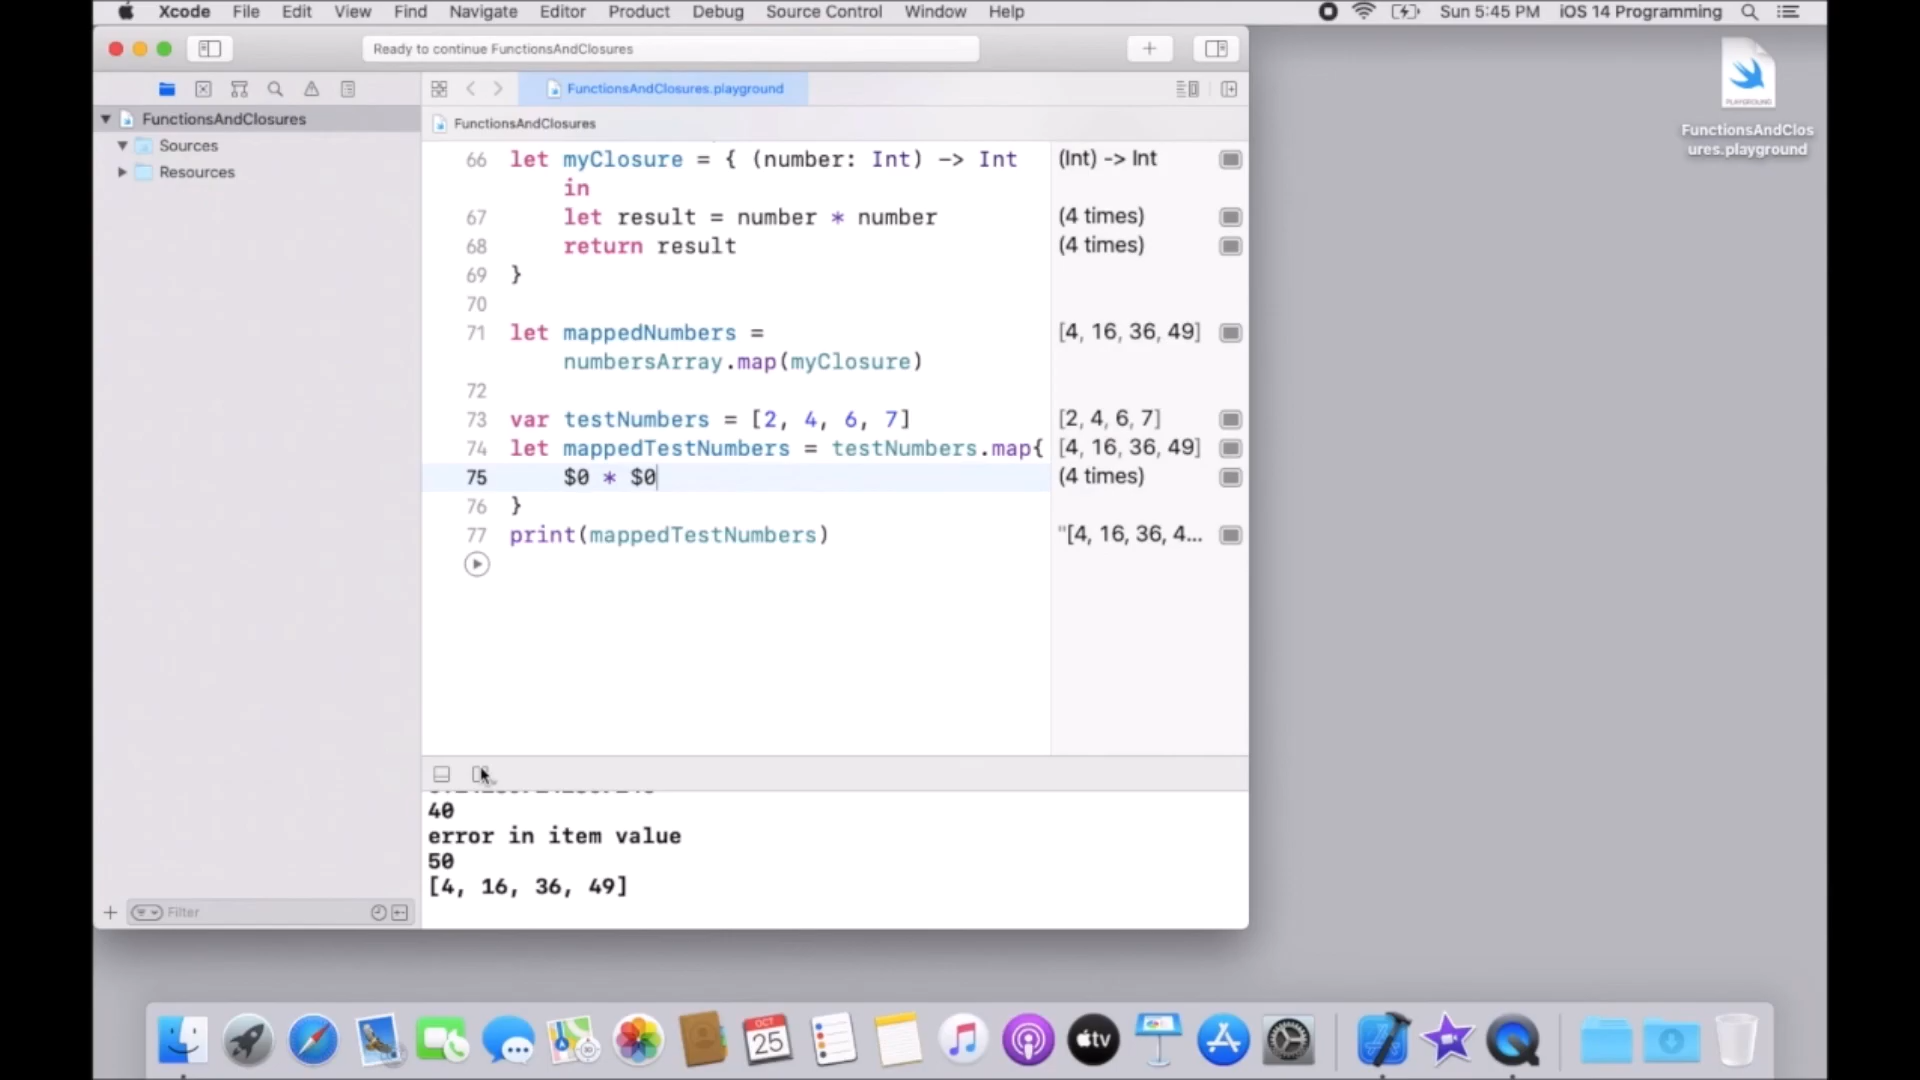 Xcode File Edit View Find Navigate Editor Product Debug Source Control Window Help Sun 5:45 PM iOS 14 Programming
Ready to continue FunctionsAndClosures
FunctionsAndClosures.playground
FunctionsAndClosures
Sources
Resources
FunctionsAndClosures
66 let myClosure = { (number: Int) -> Int (Int) -> Int
in
67 let result = number * number (4 times)
68 return result (4 times)
69 }
70
71 let mappedNumbers = [4, 16, 36, 49]
numbersArray.map(myClosure)
72
73 var testNumbers = [2, 4, 6, 7] [2, 4, 6, 7]
74 let mappedTestNumbers = testNumbers.map{ [4, 16, 36, 49]
75 $0 * $0 (4 times)
76 }
77 print(mappedTestNumbers) "[4, 16, 36, 4...
40
error in item value
50
[4, 16, 36, 49]
Filter
PLAYGROUND
FunctionsAndClos
ures.playground
OCT
25
tv